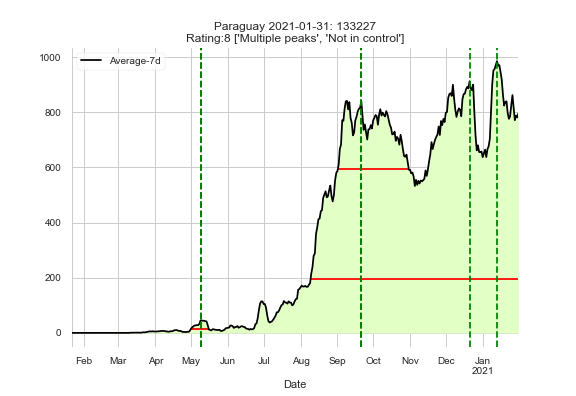 Paraguay 2021-01-31: 133227
Rating:8 ['Multiple peaks', 'Not in control']
Average-7d
1000
800
600
400
200
0
Feb Mar Apr May Jun Jul Aug Sep Oct Nov Dec Jan
2021
Date